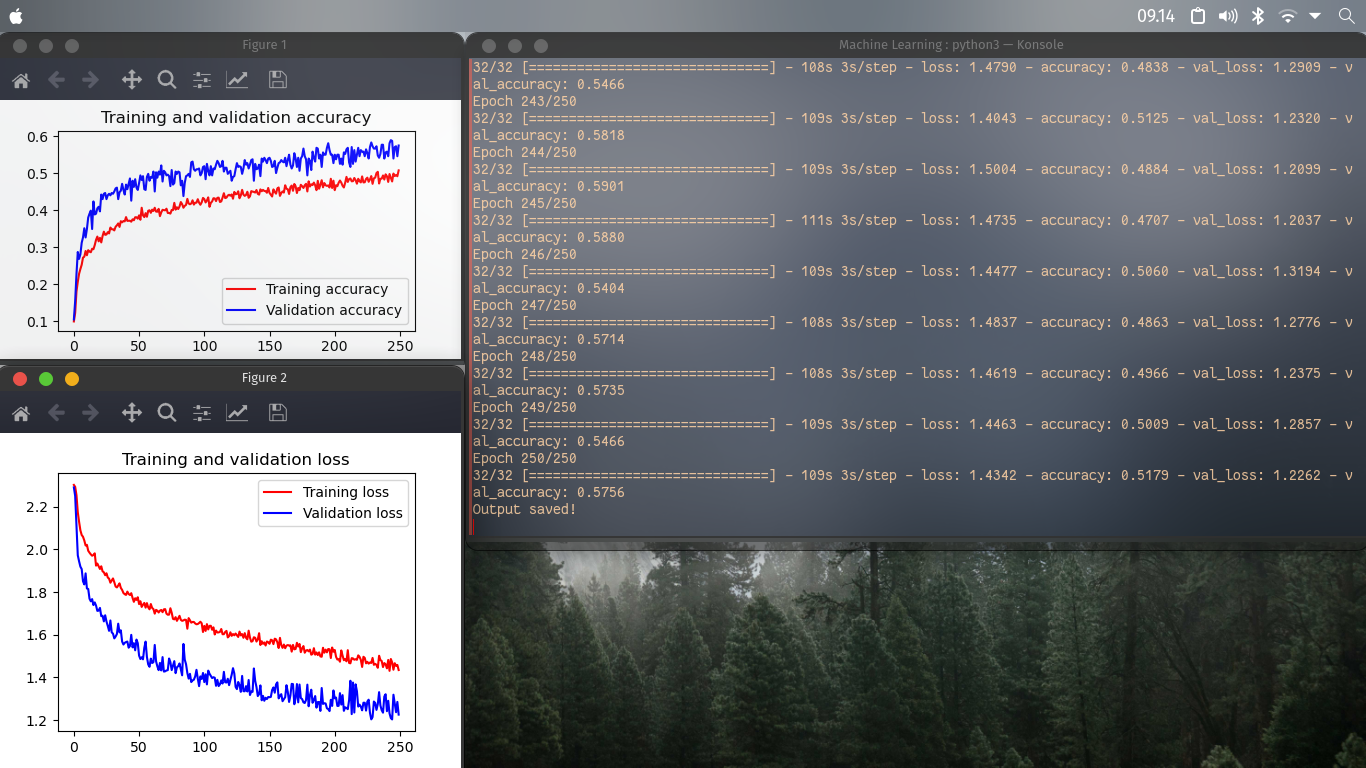 09.14
Figure 1
Training and validation accuracy
0.6
0.5
0.4
0.3
0.2
0.1
Training accuracy
Validation accuracy
0 50 100 150 200 250
Figure 2
Training and validation loss
2.2
2.0
1.8
1.6
1.4
1.2
Training loss
Validation loss
0 50 100 150 200 250
Machine Learning : python3 — Konsole
32/32 [==============================] - 108s 3s/step - loss: 1.4790 - accuracy: 0.4838 - val_loss: 1.2909 - v
al_accuracy: 0.5466
Epoch 243/250
32/32 [==============================] - 109s 3s/step - loss: 1.4043 - accuracy: 0.5125 - val_loss: 1.2320 - v
al_accuracy: 0.5818
Epoch 244/250
32/32 [==============================] - 109s 3s/step - loss: 1.5004 - accuracy: 0.4884 - val_loss: 1.2099 - v
al_accuracy: 0.5901
Epoch 245/250
32/32 [==============================] - 111s 3s/step - loss: 1.4735 - accuracy: 0.4707 - val_loss: 1.2037 - v
al_accuracy: 0.5880
Epoch 246/250
32/32 [==============================] - 109s 3s/step - loss: 1.4477 - accuracy: 0.5060 - val_loss: 1.3194 - v
al_accuracy: 0.5404
Epoch 247/250
32/32 [==============================] - 108s 3s/step - loss: 1.4837 - accuracy: 0.4863 - val_loss: 1.2776 - v
al_accuracy: 0.5714
Epoch 248/250
32/32 [==============================] - 108s 3s/step - loss: 1.4619 - accuracy: 0.4966 - val_loss: 1.2375 - v
al_accuracy: 0.5735
Epoch 249/250
32/32 [==============================] - 109s 3s/step - loss: 1.4463 - accuracy: 0.5009 - val_loss: 1.2857 - v
al_accuracy: 0.5466
Epoch 250/250
32/32 [==============================] - 109s 3s/step - loss: 1.4342 - accuracy: 0.5179 - val_loss: 1.2262 - v
al_accuracy: 0.5756
Output saved!